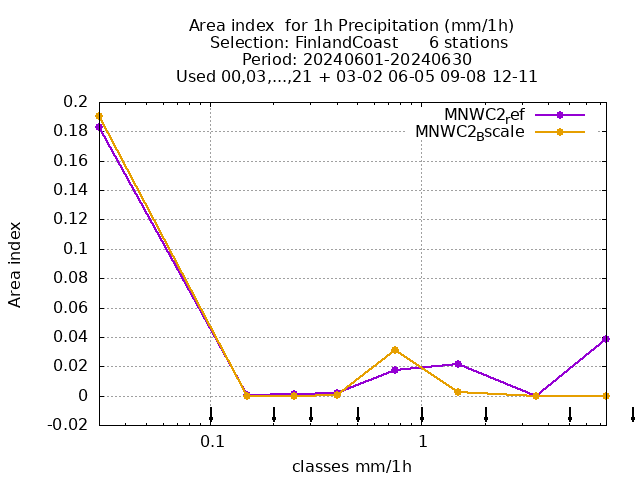 Area index  for 1h Precipitation (mm/1h)
Selection: FinlandCoast      6 stations
Period: 20240601-20240630
Used 00,03,...,21 + 03-02 06-05 09-08 12-11
MNWC2ref
MNWC2Bscale
0.2
0.18
0.16
0.14
0.12
0.1
0.08
0.06
0.04
0.02
0
-0.02
Area index
0.1
1
classes mm/1h